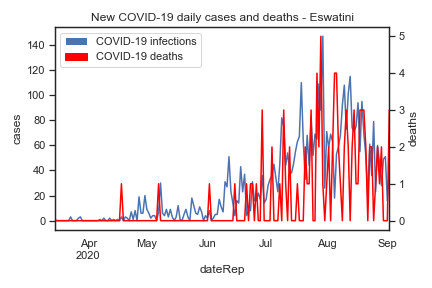 New COVID-19 daily cases and deaths - Eswatini
COVID-19 infections
COVID-19 deaths
140
120
100
80
60
40
20
0
cases
5
4
3
2
1
0
deaths
Apr
2020
May
Jun
Jul
Aug
Sep
dateRep